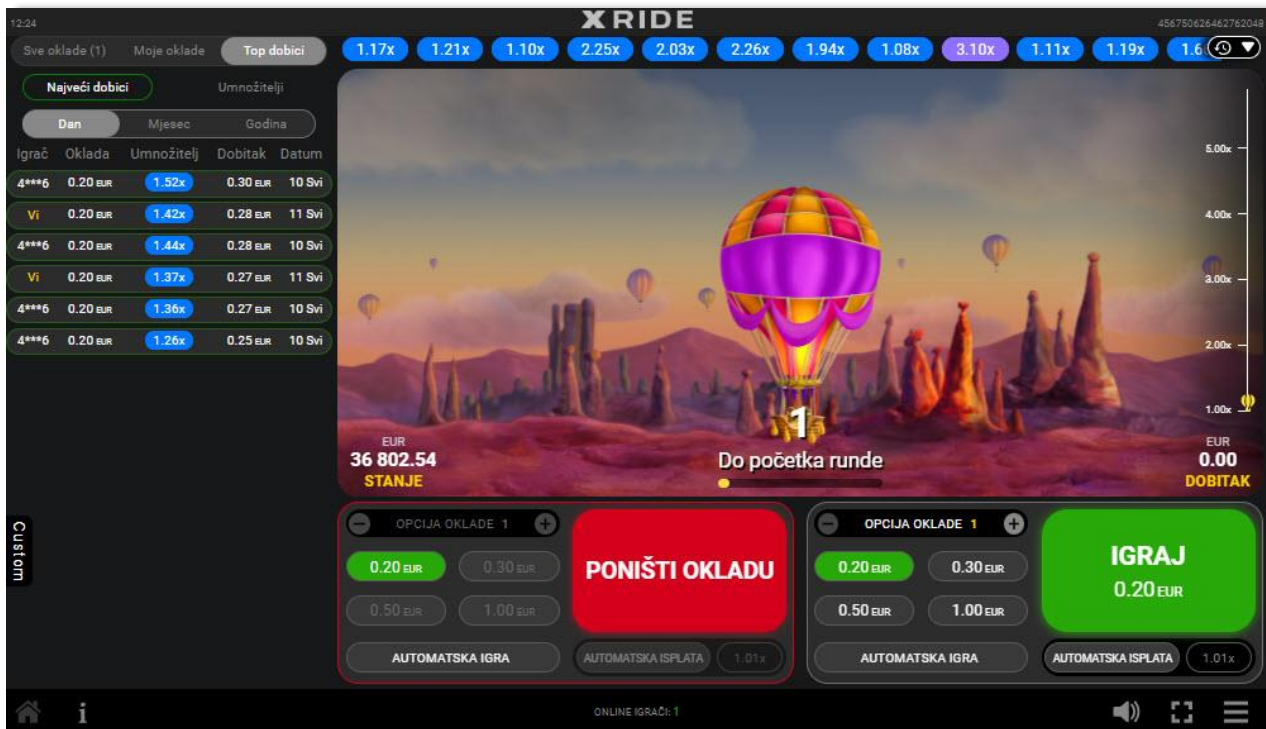 12:24
XRIDE
456750626462762048
Sve oklade (1) Moje oklade Top dobici
1.17x 1.21x 1.10x 2.25x 2.03x 2.26x 1.94x 1.08x 3.10x 1.11x 1.19x
Najveći dobici Umnožitelji
Dan Mjesec Godina
Igrač Oklada Umnožitelj Dobitak Datum
4***6 0.20 EUR 1.52x 0.30 EUR 10 Svi
Vi 0.20 EUR 1.42x 0.28 EUR 11 Svi
4***6 0.20 EUR 1.44x 0.28 EUR 10 Svi
Vi 0.20 EUR 1.37x 0.27 EUR 11 Svi
4***6 0.20 EUR 1.36x 0.27 EUR 10 Svi
4***6 0.20 EUR 1.26x 0.25 EUR 10 Svi
5.00x
4.00x
3.00x
2.00x
1.00x
1
Do početka runde
EUR
36 802.54
STANJE
EUR
0.00
DOBITAK
Custom
OPCIJA OKLADE 1
0.20 EUR 0.30 EUR
0.50 EUR 1.00 EUR
PONIŠTI OKLADU
AUTOMATSKA IGRA
AUTOMATSKA ISPLATA 1.01x
OPCIJA OKLADE 1
0.20 EUR 0.30 EUR
0.50 EUR 1.00 EUR
IGRAJ
0.20 EUR
AUTOMATSKA IGRA
AUTOMATSKA ISPLATA 1.01x
i
ONLINE IGRAČI: 1